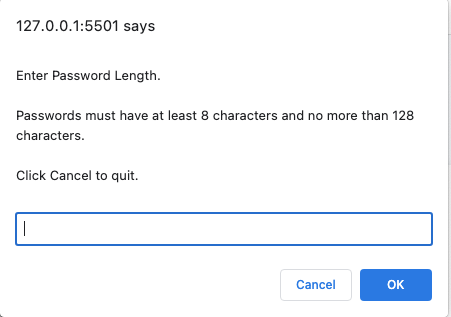 127.0.0.1:5501 says
Enter Password Length.
Passwords must have at least 8 characters and no more than 128
characters.
Click Cancel to quit.
Cancel
OK